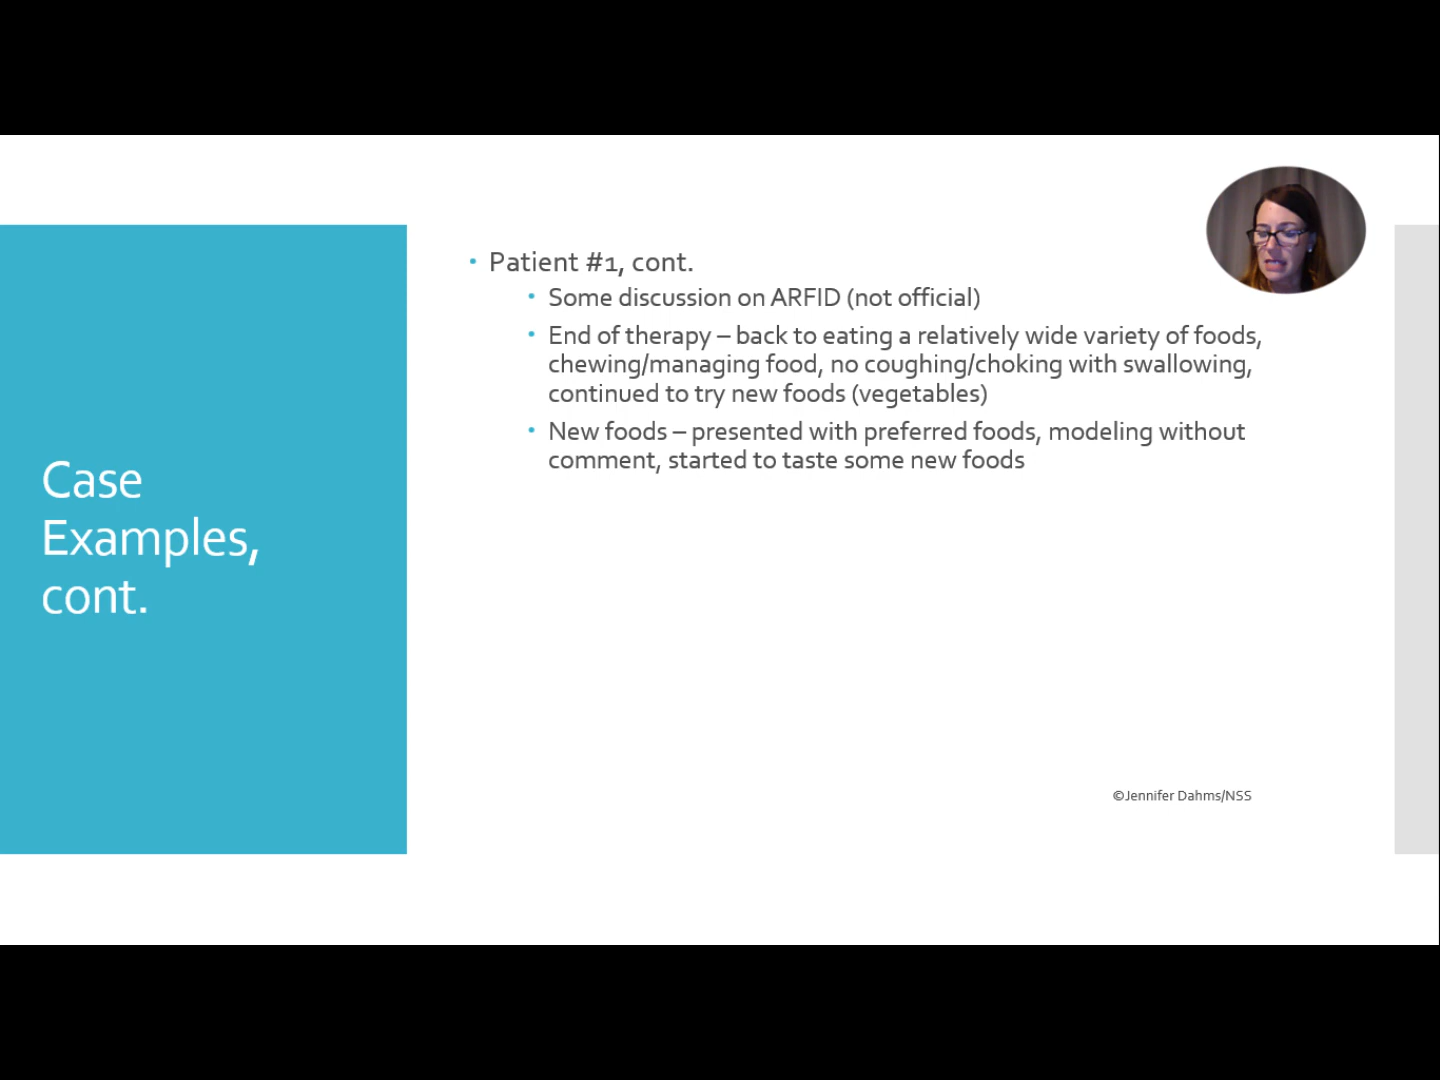 Case
Examples,
cont.
• Patient #1, cont.
• Some discussion on ARFID (not official)
• End of therapy – back to eating a relatively wide variety of foods,
chewing/managing food, no coughing/choking with swallowing,
continued to try new foods (vegetables)
• New foods – presented with preferred foods, modeling without
comment, started to taste some new foods
©Jennifer Dahms/NSS